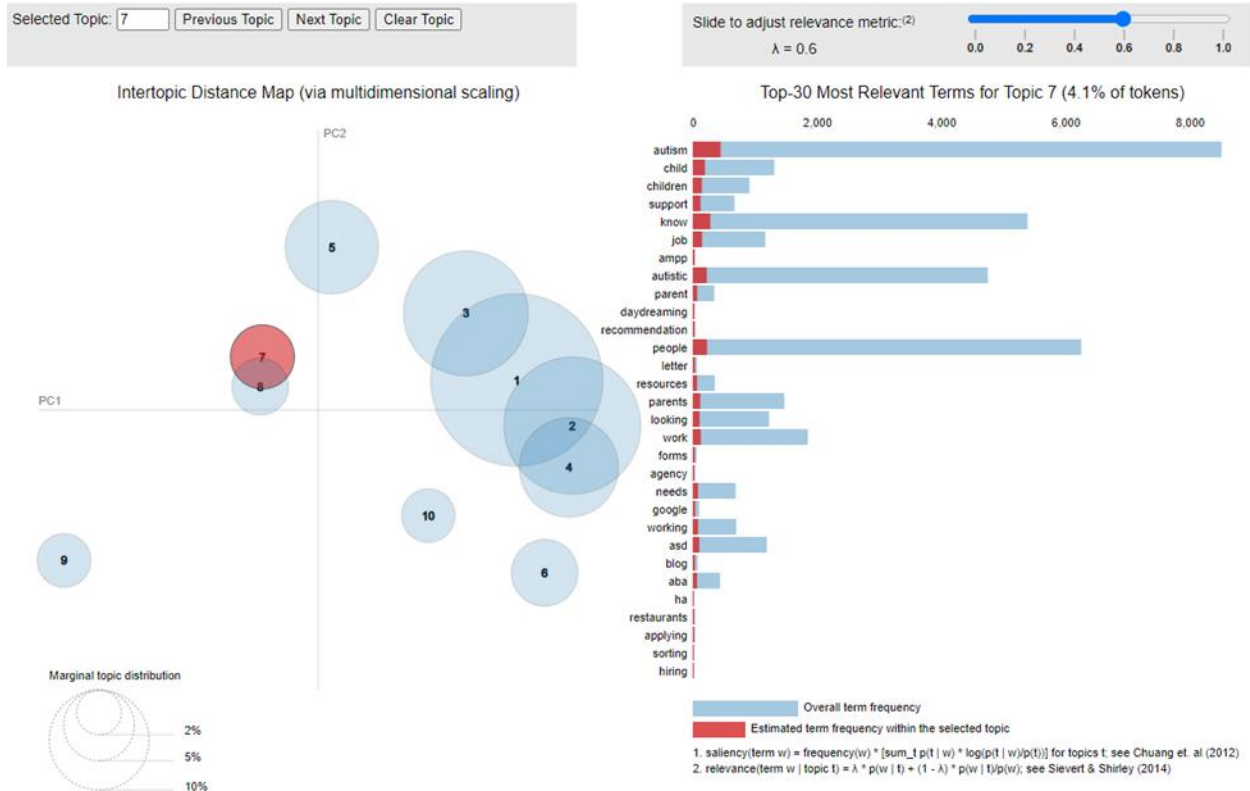 Selected Topic: 7 Previous Topic Next Topic Clear Topic
Slide to adjust relevance metric:(2)
λ = 0.6
0.0 0.2 0.4 0.6 0.8 1.0
Intertopic Distance Map (via multidimensional scaling)
PC2
PC1
5
3
7
1
8
2
4
10
9
6
Marginal topic distribution
2%
5%
10%
Top-30 Most Relevant Terms for Topic 7 (4.1% of tokens)
0 2,000 4,000 6,000 8,000
autism
child
children
support
know
job
ampp
autistic
parent
daydreaming
recommendation
people
letter
resources
parents
looking
work
forms
agency
needs
google
working
asd
blog
aba
ha
restaurants
applying
sorting
hiring
Overall term frequency
Estimated term frequency within the selected topic
1. saliency(term w) = frequency(w) * [sum_t p(t | w) * log(p(t | w)/p(t))] for topics t; see Chuang et. al (2012)
2. relevance(term w | topic t) = λ * p(w | t) + (1 - λ) * p(w | t)/p(w); see Sievert & Shirley (2014)